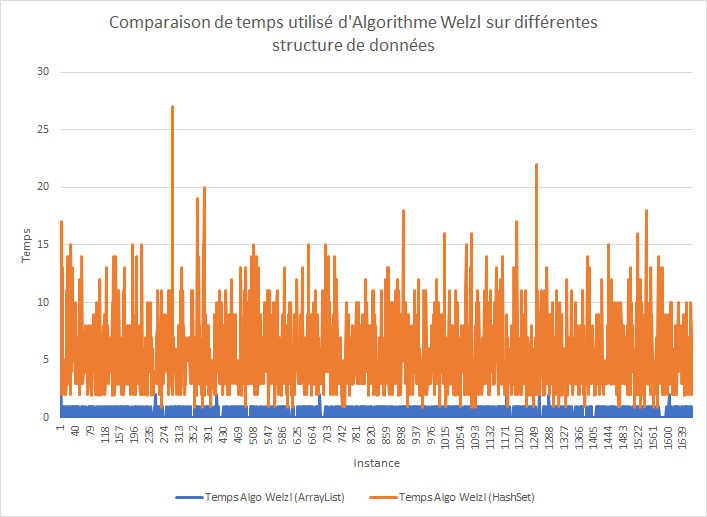 Comparaison de temps utilisé d'Algorithme Welzl sur différentes
structure de données
30
25
20
15
10
5
0
Temps
1 40 79 118 157 196 235 274 313 352 391 430 469 508 547 586 625 664 703 742 781 820 859 898 937 976 1015 1054 1093 1132 1171 1210 1249 1288 1327 1366 1405 1444 1483 1522 1561 1600 1639
Instance
Temps Algo Welzl (ArrayList) Temps Algo Welzl (HashSet)